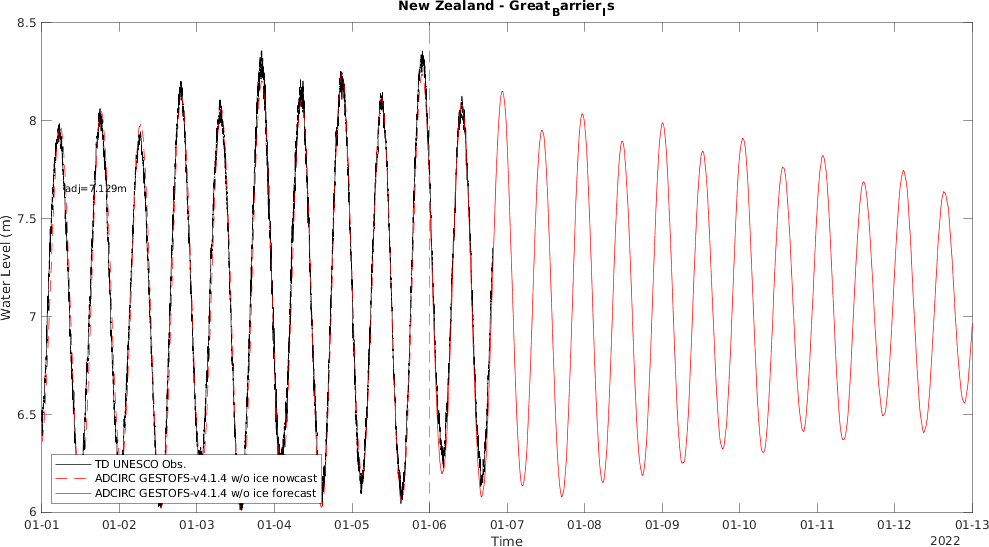 New Zealand - GreatBarrierIs
8.5
8
7.5
7
6.5
6
Water Level (m)
adj=7.129m
TD UNESCO Obs.
ADCIRC GESTOFS-v4.1.4 w/o ice nowcast
ADCIRC GESTOFS-v4.1.4 w/o ice forecast
01-01 01-02 01-03 01-04 01-05 01-06 01-07 01-08 01-09 01-10 01-11 01-12 01-13
Time
2022